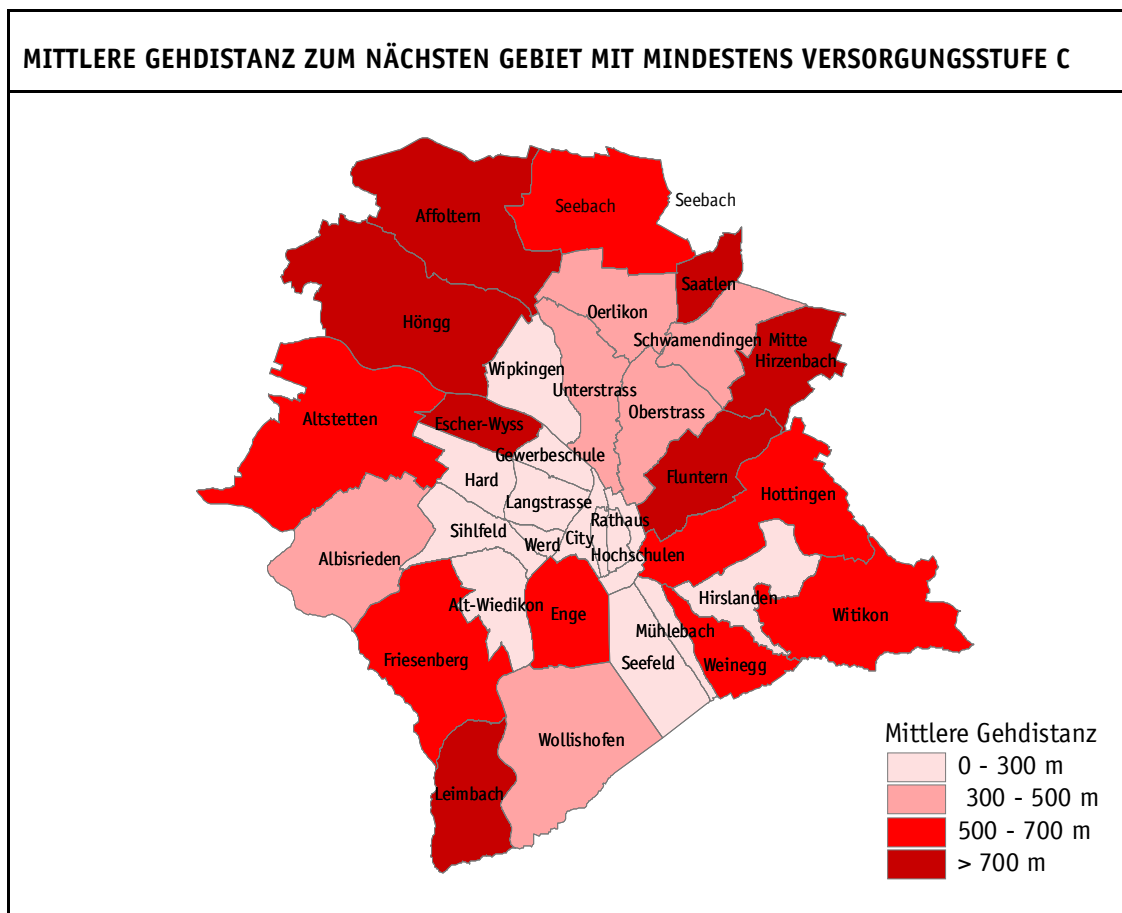 MITTLERE GEHDISTANZ ZUM NÄCHSTEN GEBIET MIT MINDESTENS VERSORGUNGSSTUFE C
Seebach
Seebach
Affoltern
Saatlen
Oerlikon
Höngg
Schwamendingen Mitte
Hirzenbach
Wipkingen
Unterstrass
Oberstrass
Altstetten
Escher-Wyss
Gewerbeschule
Fluntern
Hard
Hottingen
Langstrasse
Rathaus
Sihlfeld
City
Werd
Hochschulen
Albisrieden
Hirslanden
Alt-Wiedikon
Enge
Witikon
Mühlebach
Friesenberg
Seefeld
Weinegg
Wollishofen
Leimbach
Mittlere Gehdistanz
0 - 300 m
300 - 500 m
500 - 700 m
> 700 m